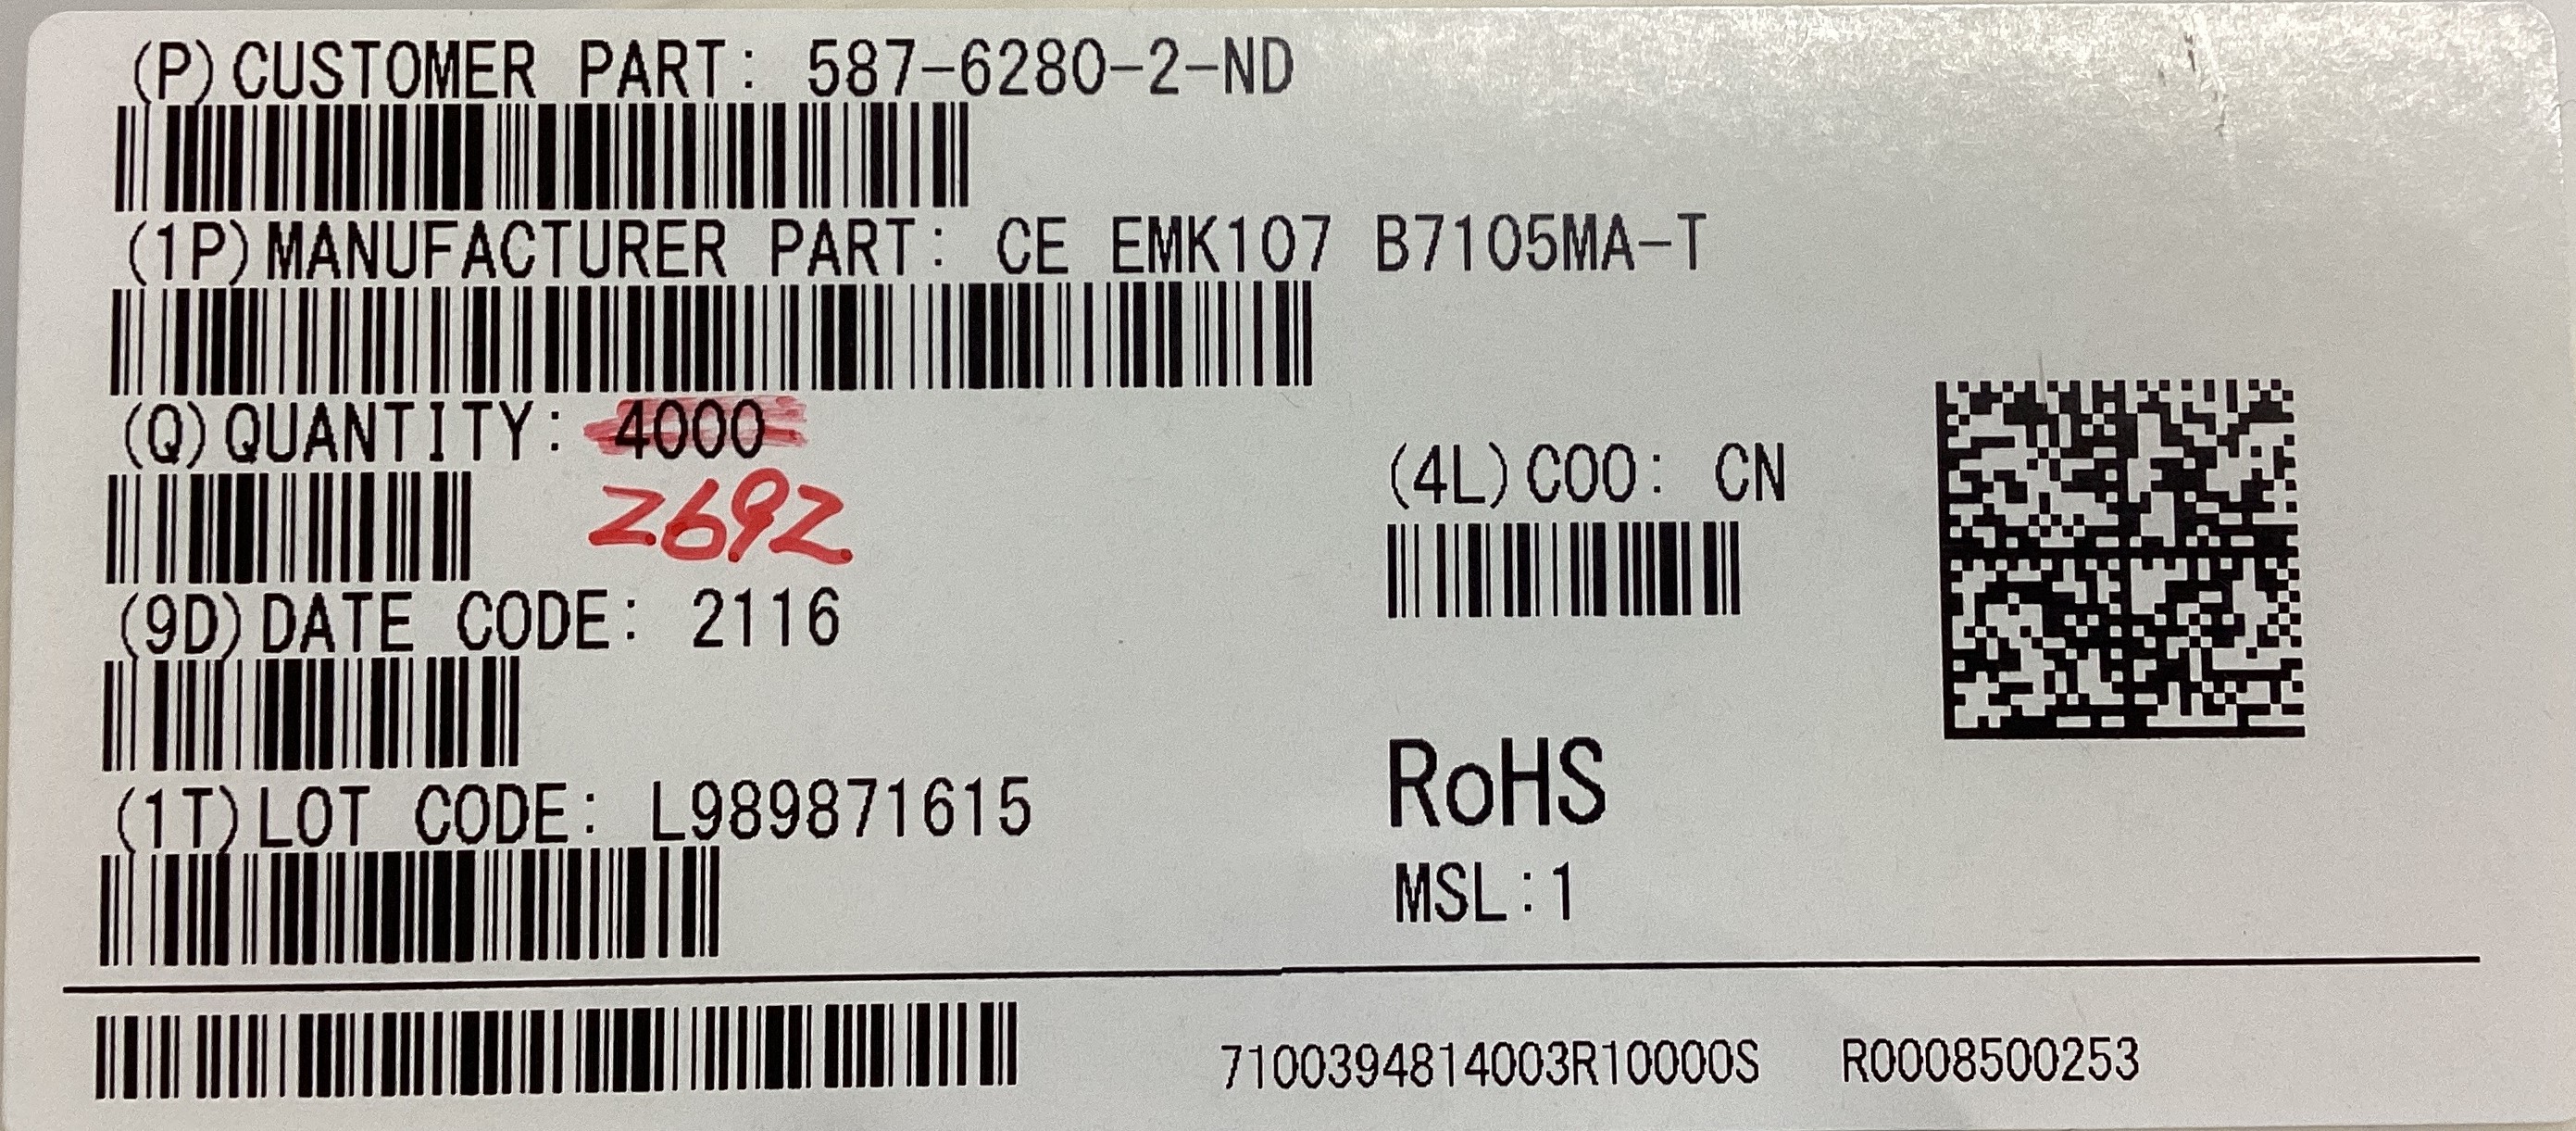 (P)CUSTOMER PART: 587-6280-2-ND
(1P)MANUFACTURER PART: CE EMK107 B7105MA-T
(Q)QUANTITY: 4000
2692
(4L)COO: CN
(9D)DATE CODE: 2116
(1T)LOT CODE: L989871615
RoHS
MSL:1
7100394814003R10000S R0008500253